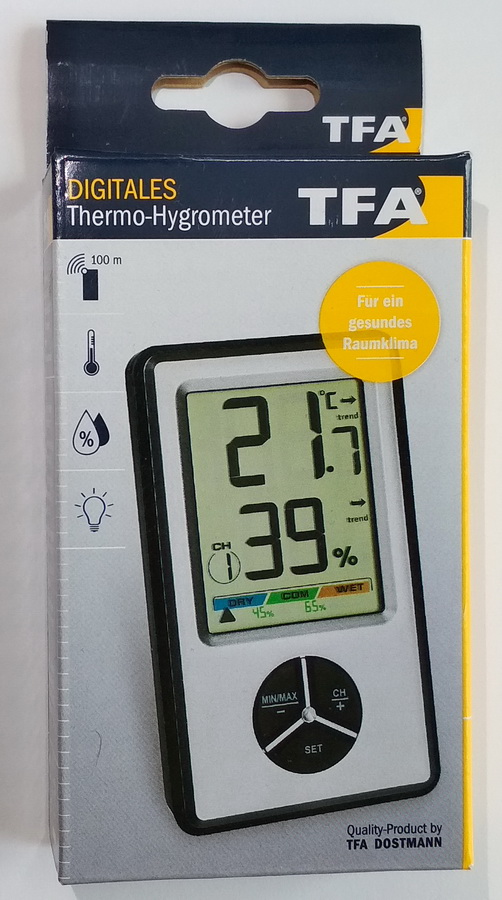 TFA®
DIGITALES
Thermo-Hygrometer
TFA®
100 m
Für ein
gesundes
Raumklima
21.7 °C
trend
39 %
trend
CH
1
DRY COM WET
45% 65%
MIN/MAX
−
CH
+
SET
%
Quality-Product by
TFA DOSTMANN